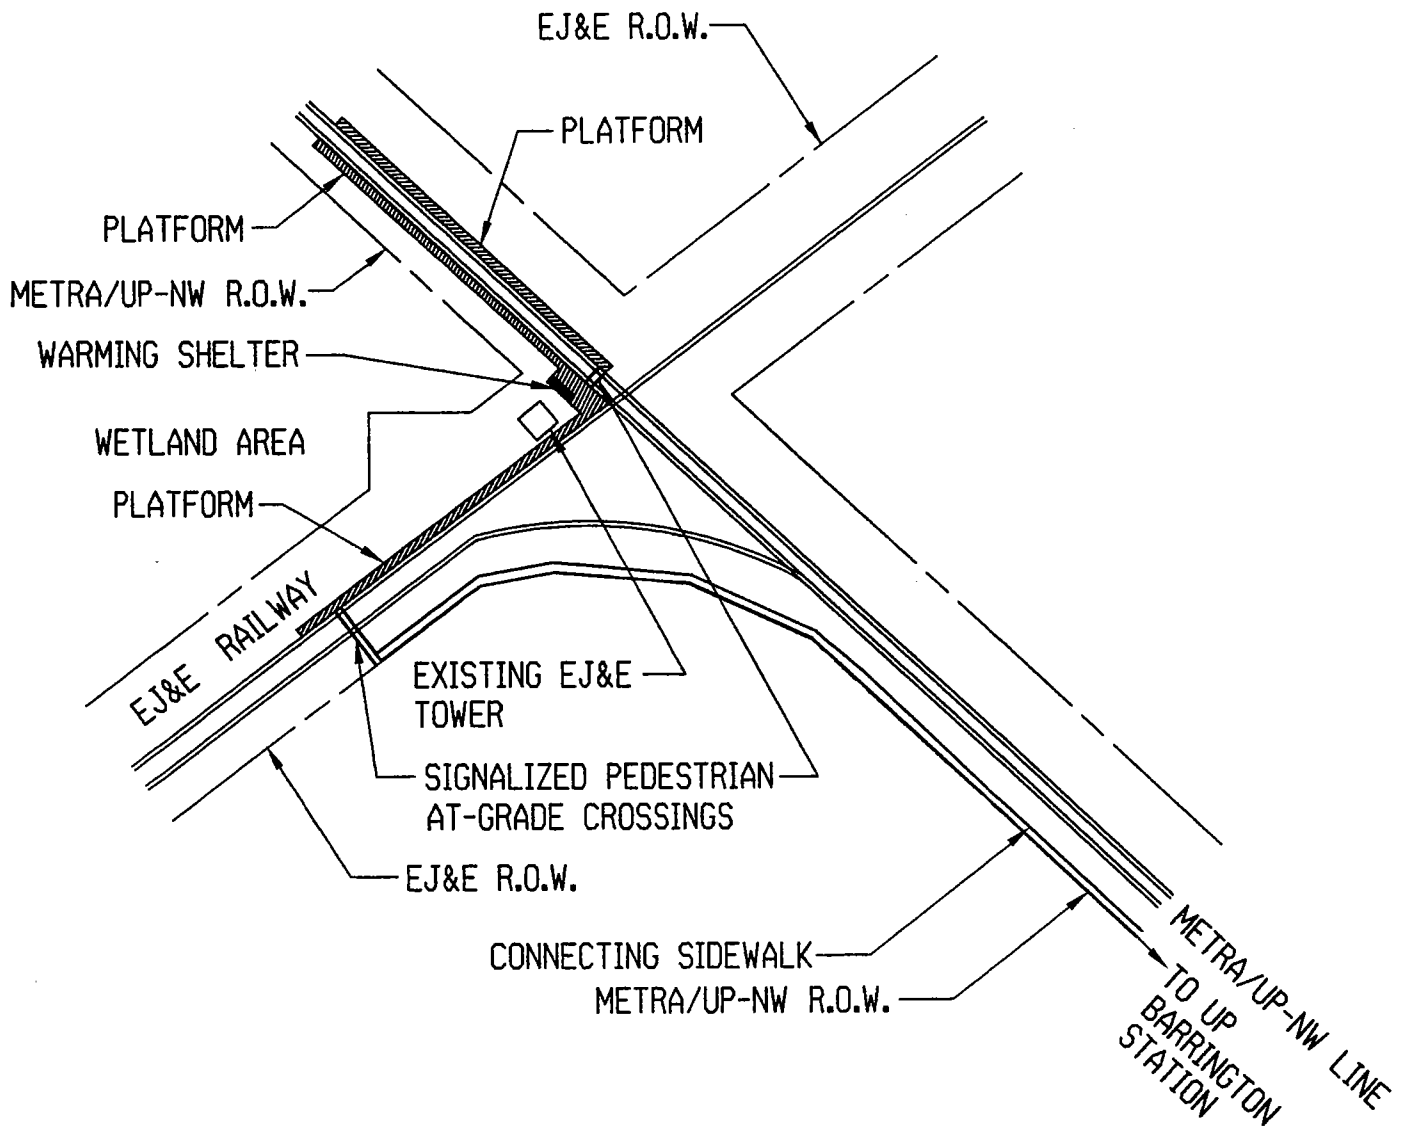 EJ&E R.O.W.
PLATFORM
PLATFORM
METRA/UP-NW R.O.W.
WARMING SHELTER
WETLAND AREA
PLATFORM
EJ&E RAILWAY
EXISTING EJ&E
TOWER
SIGNALIZED PEDESTRIAN
AT-GRADE CROSSINGS
EJ&E R.O.W.
CONNECTING SIDEWALK
METRA/UP-NW R.O.W.
METRA/UP-NW LINE
TO UP
BARRINGTON
STATION